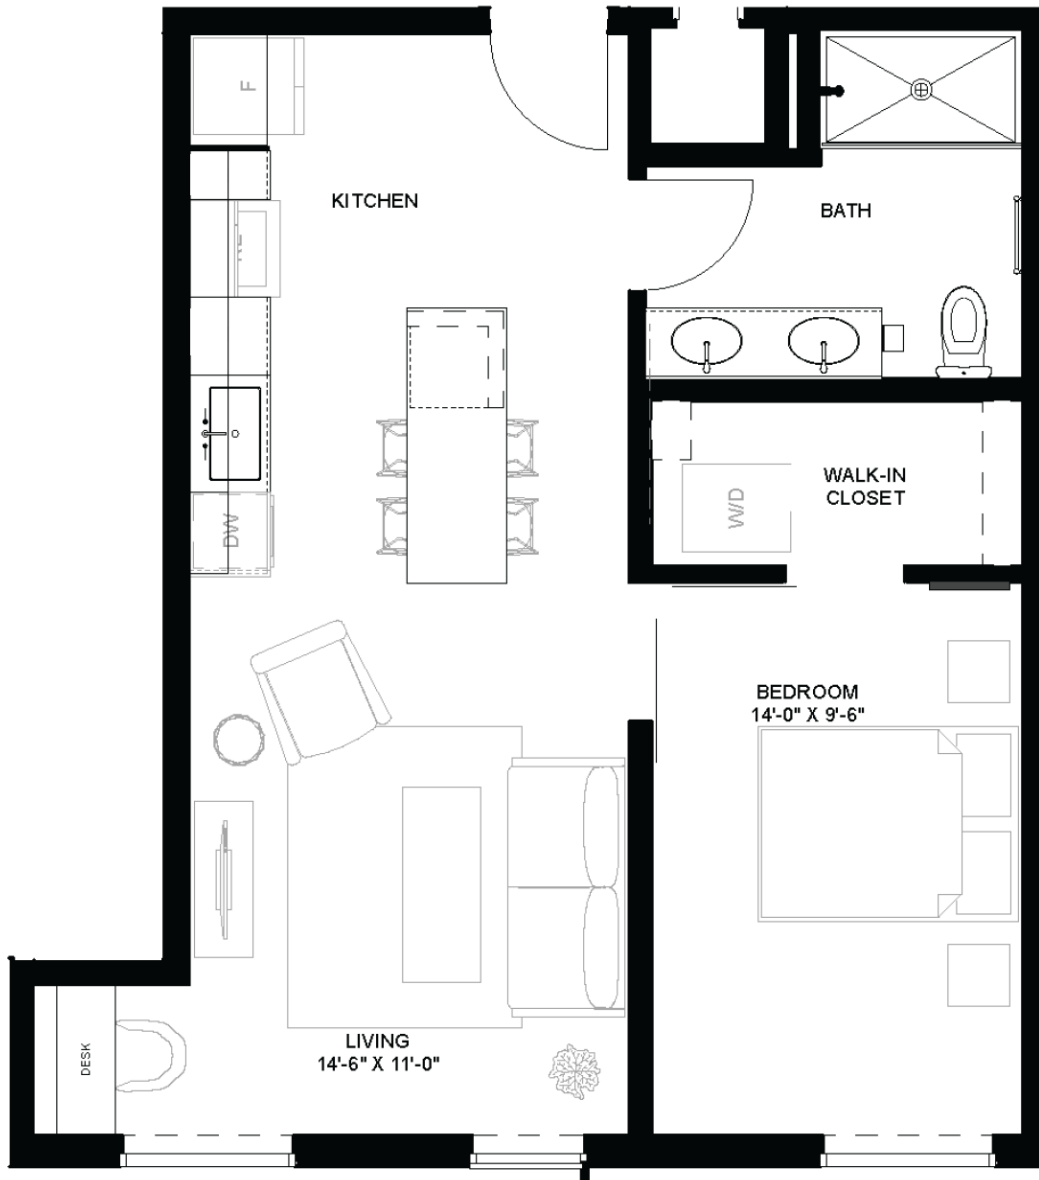 F
KITCHEN
BATH
WALK-IN
CLOSET
W/D
DW
BEDROOM
14'-0" X 9'-6"
LIVING
14'-6" X 11'-0"
DESK